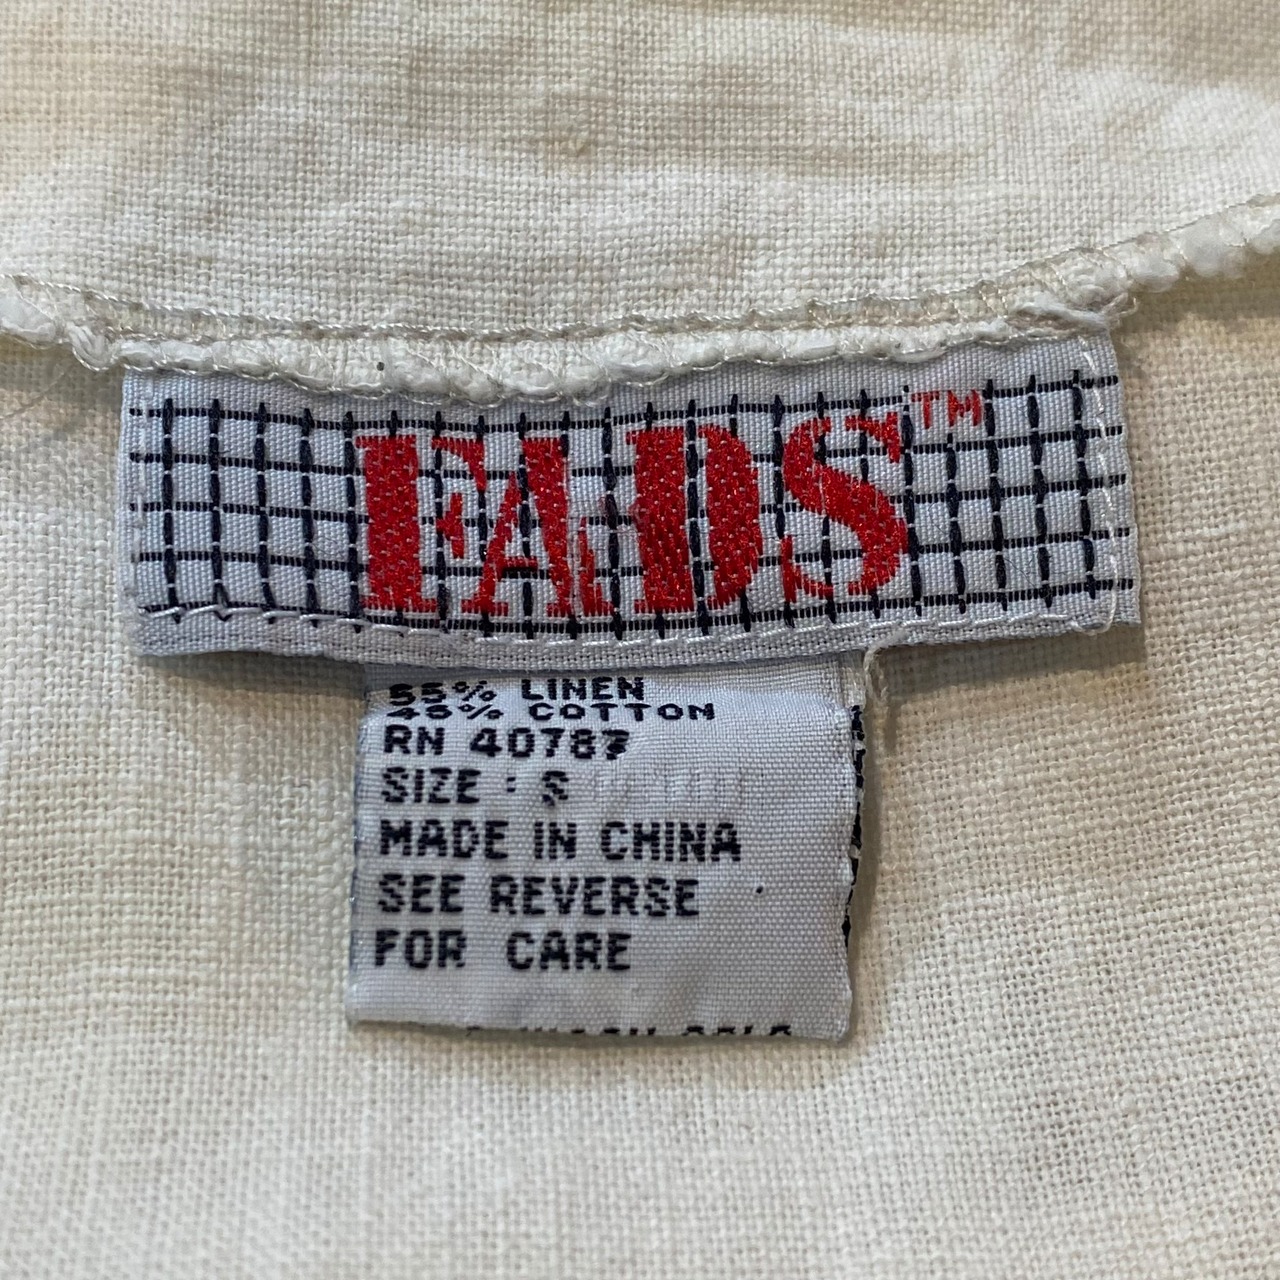 FADS™
55% LINEN
45% COTTON
RN 40787
SIZE : S
MADE IN CHINA
SEE REVERSE
FOR CARE